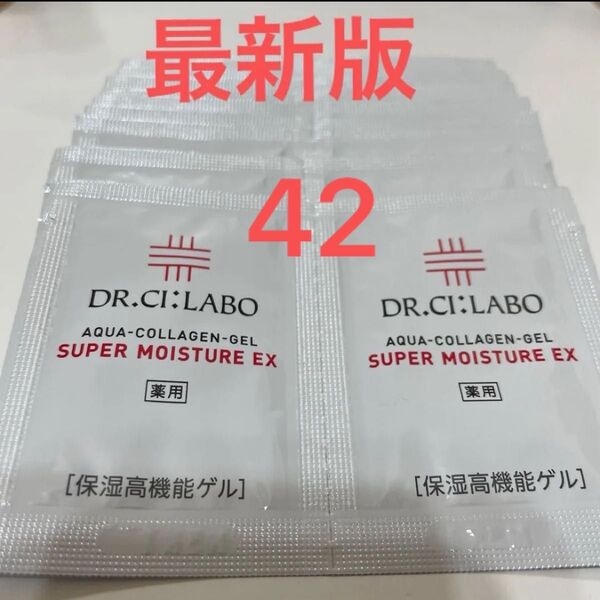 最新版
42
DR.CI:LABO
AQUA-COLLAGEN-GEL
SUPER MOISTURE EX
薬用
[保湿高機能ゲル]
DR.CI:LABO
AQUA-COLLAGEN-GEL
SUPER MOISTURE EX
薬用
[保湿高機能ゲル]